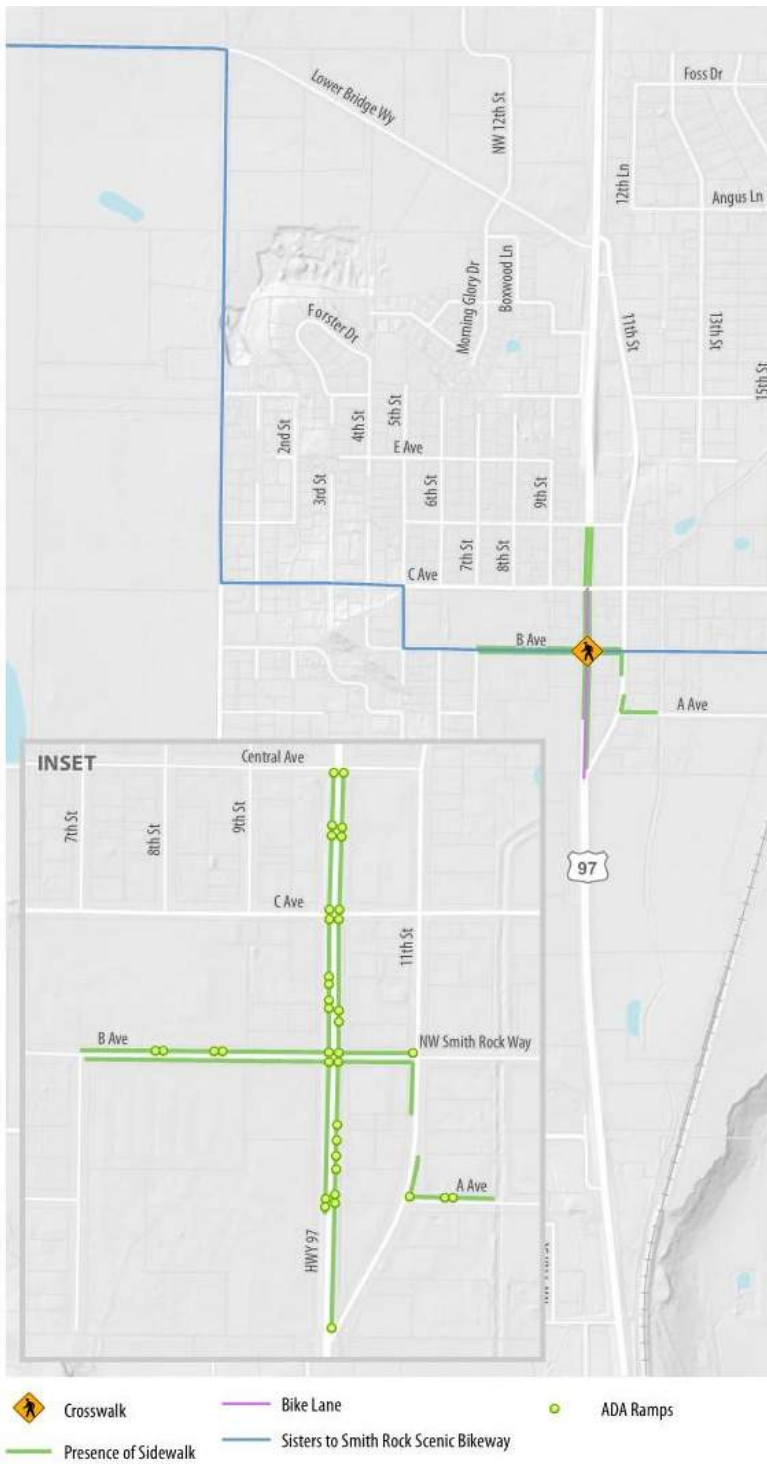 Foss Dr
Lower Bridge Wy
NW 12th St
12th Ln
Angus Ln
Boxwood Ln
Morning Glory Dr
Forster Dr
11th St
13th St
15th St
2nd St
4th St
5th St
E Ave
3rd St
6th St
9th St
7th St
8th St
C Ave
B Ave
A Ave
INSET
Central Ave
7th St
8th St
9th St
97
C Ave
11th St
B Ave
NW Smith Rock Way
A Ave
HWY 97
Crosswalk
Bike Lane
ADA Ramps
Presence of Sidewalk
Sisters to Smith Rock Scenic Bikeway